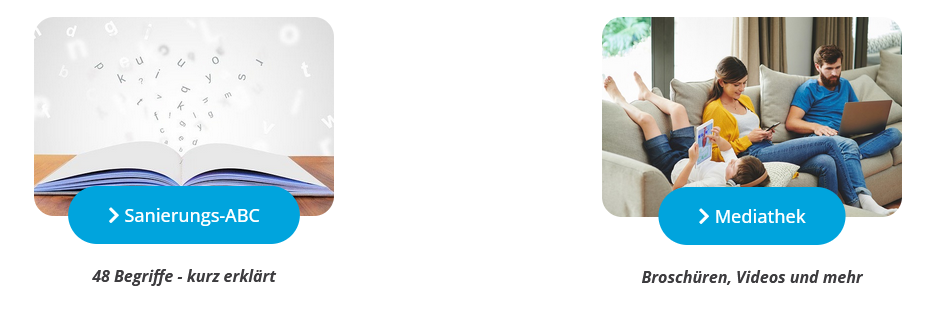 Sanierungs-ABC
Mediathek
48 Begriffe - kurz erklärt
Broschüren, Videos und mehr